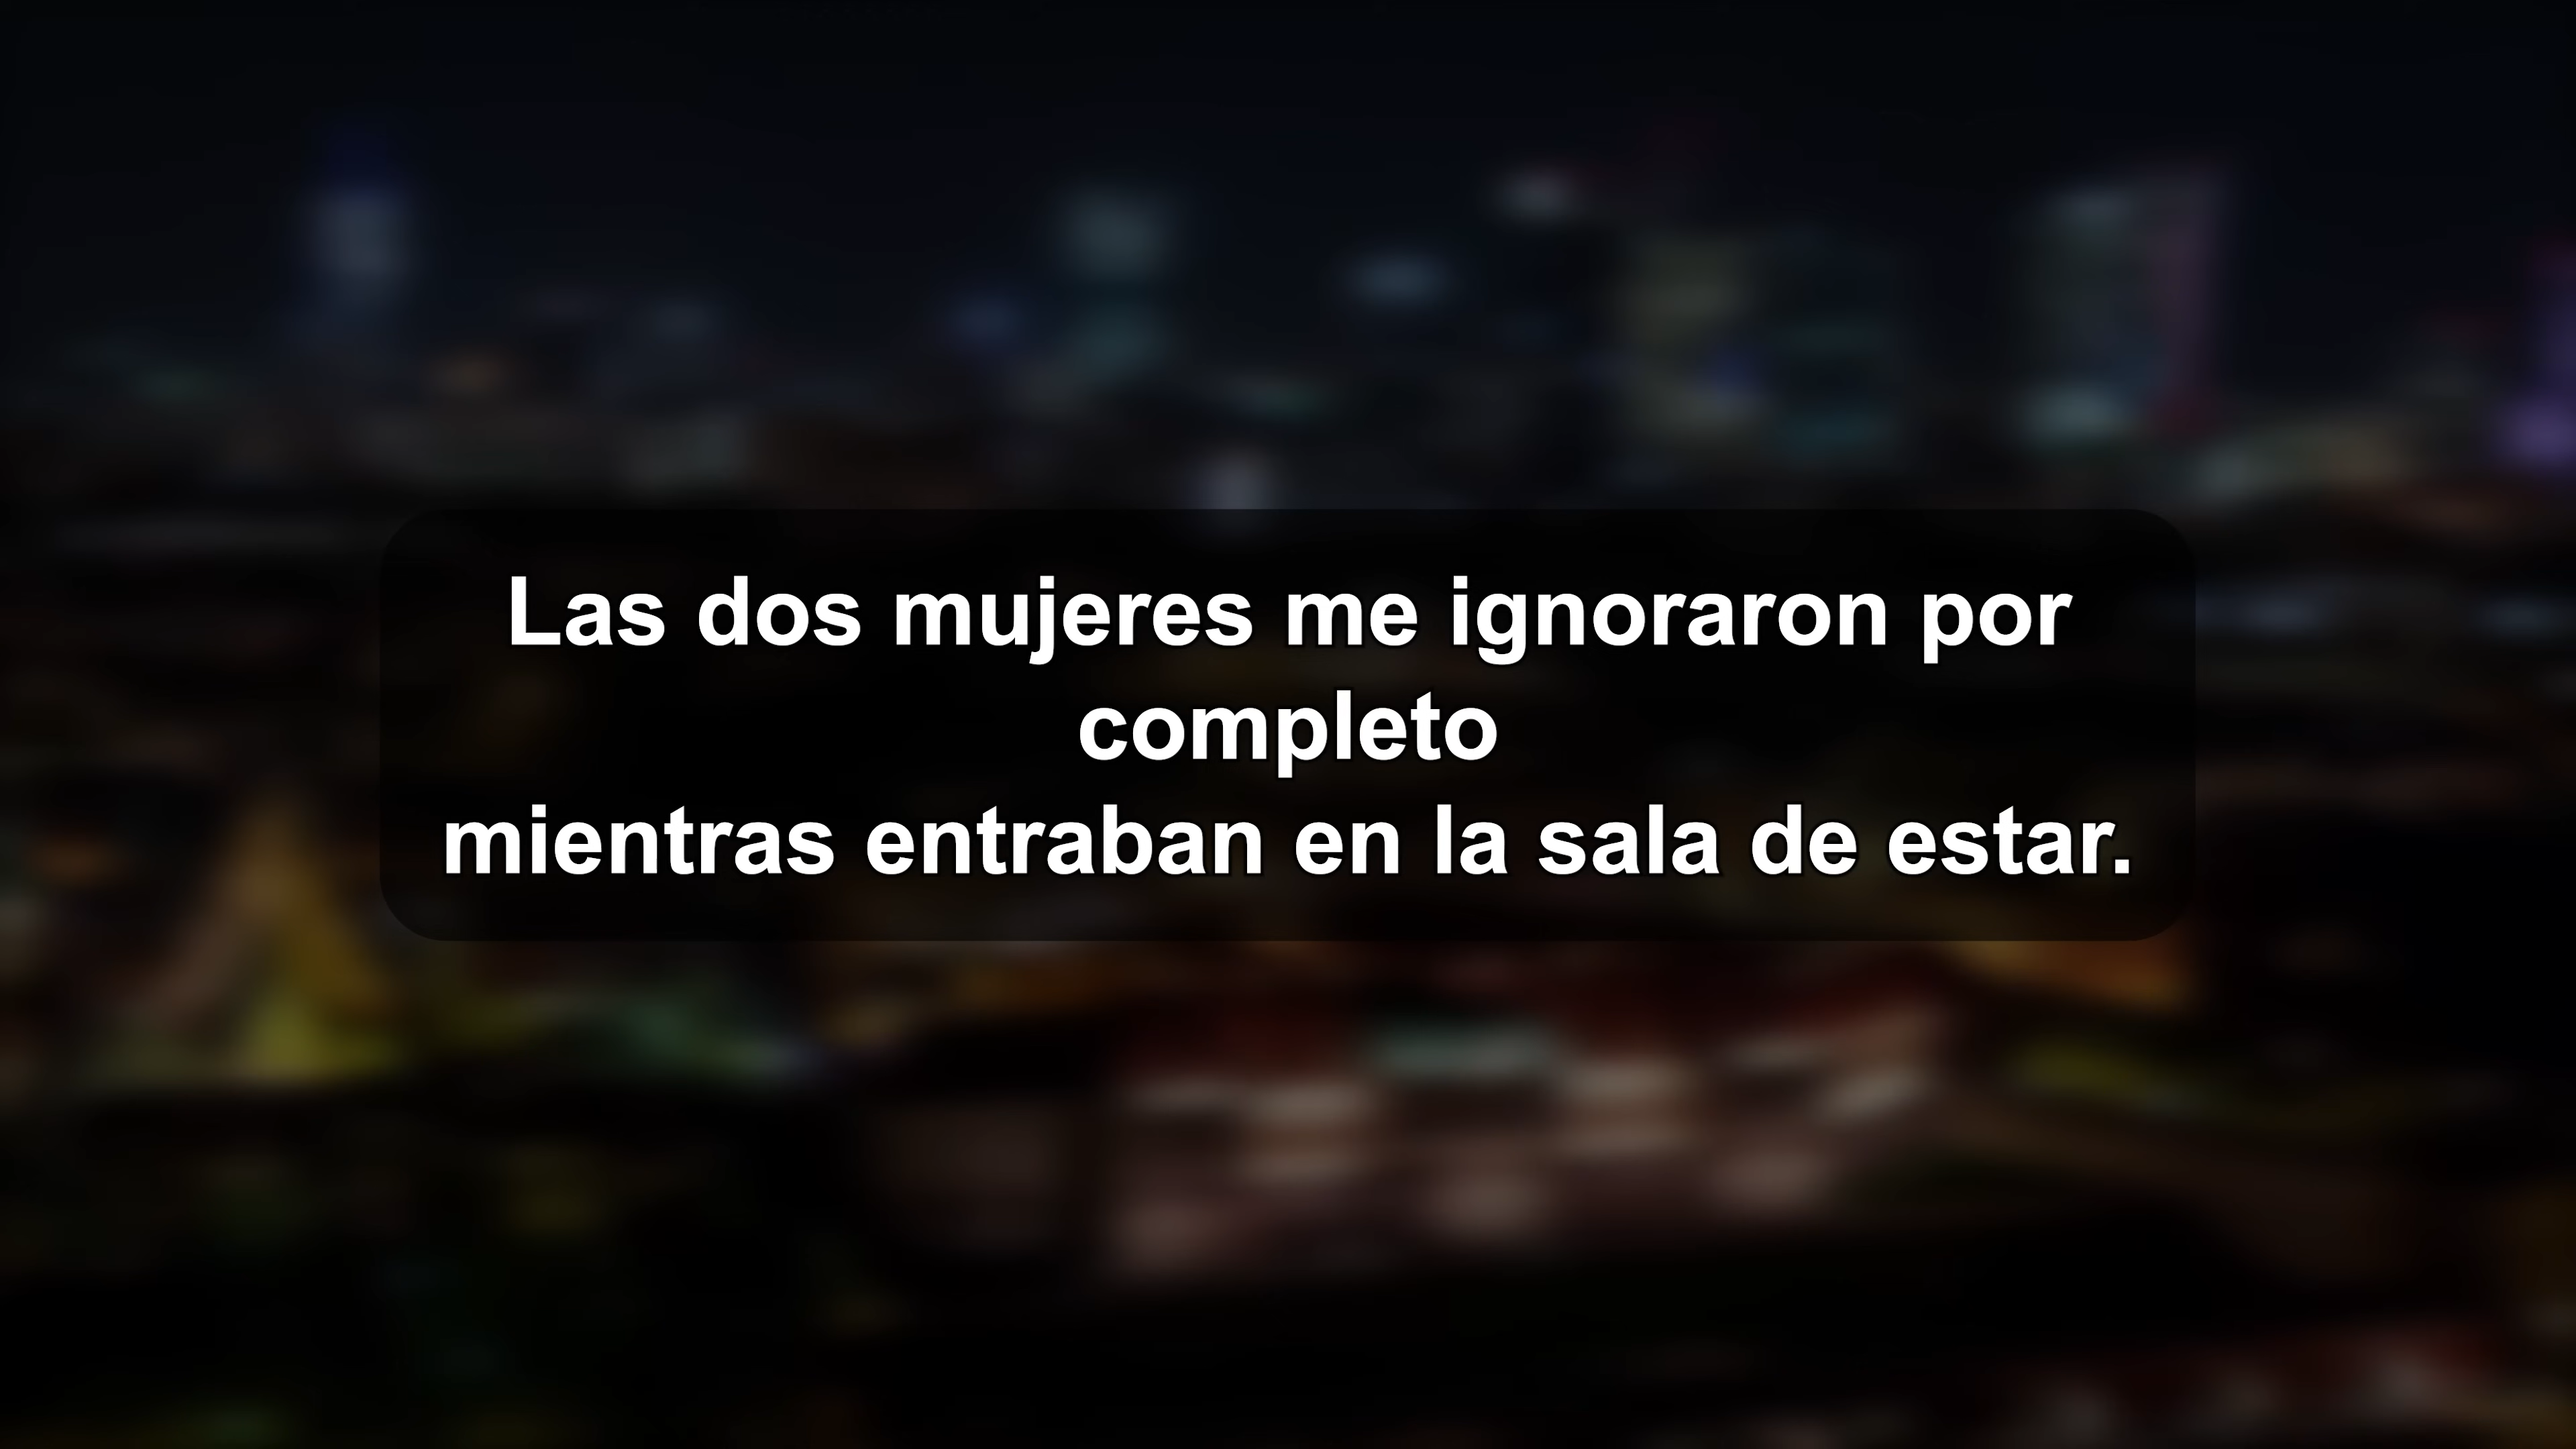 Las dos mujeres me ignoraron por
completo
mientras entraban en la sala de estar.